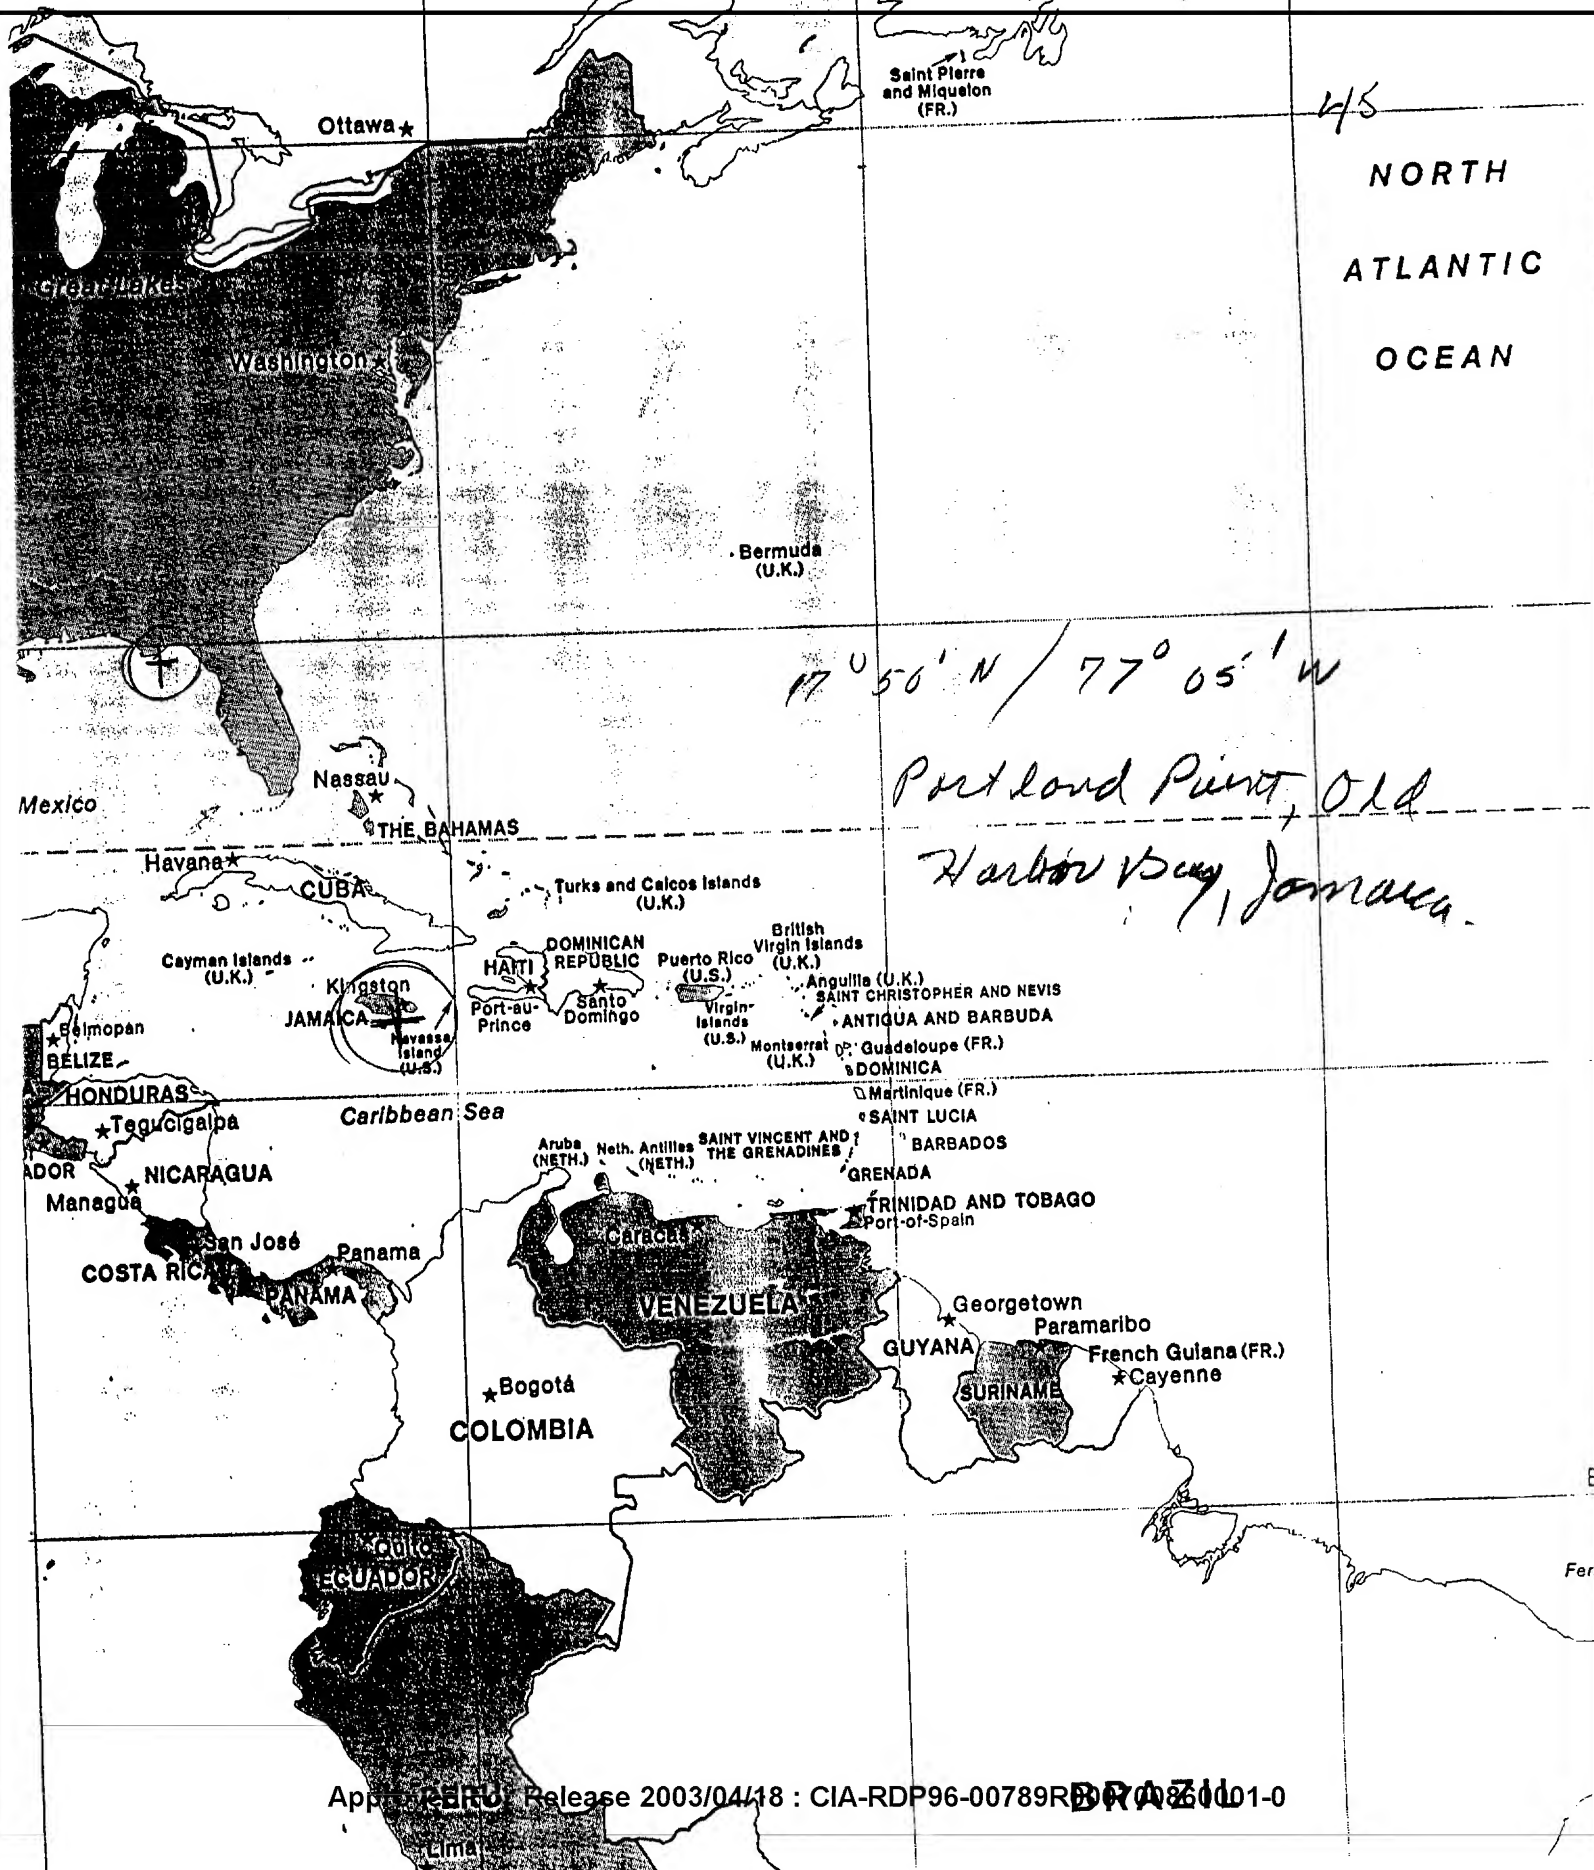 Saint Pierre
and Miquelon
(FR.)
Ottawa
45
NORTH
ATLANTIC
OCEAN
Great Lakes
Washington
Bermuda
(U.K.)
17° 50' N / 77° 05' W
Portland Point, Old
Harbor Bay, Jamaica.
Nassau
Mexico
THE BAHAMAS
Havana
CUBA
Turks and Caicos Islands
(U.K.)
Cayman Islands
(U.K.)
Kingston
JAMAICA
Navassa
Island
(U.S.)
HAITI
Port-au-
Prince
DOMINICAN
REPUBLIC
Santo
Domingo
Puerto Rico
(U.S.)
British
Virgin Islands
(U.K.)
Virgin
Islands
(U.S.)
Anguilla (U.K.)
SAINT CHRISTOPHER AND NEVIS
ANTIGUA AND BARBUDA
Montserrat
(U.K.)
Guadeloupe (FR.)
DOMINICA
Martinique (FR.)
SAINT LUCIA
BARBADOS
SAINT VINCENT AND
THE GRENADINES
GRENADA
TRINIDAD AND TOBAGO
Port-of-Spain
Belmopan
BELIZE
HONDURAS
Tegucigalpa
Caribbean Sea
Aruba
(NETH.)
Neth. Antilles
(NETH.)
ADOR
NICARAGUA
Managua
San José
COSTA RICA
Panama
PANAMA
Caracas
VENEZUELA
Georgetown
GUYANA
Paramaribo
SURINAME
French Guiana (FR.)
Cayenne
Bogotá
COLOMBIA
Quito
ECUADOR
Fer
PERU
BRAZIL
Lima
Release 2003/04/18 : CIA-RDP96-00789R000700860001-0